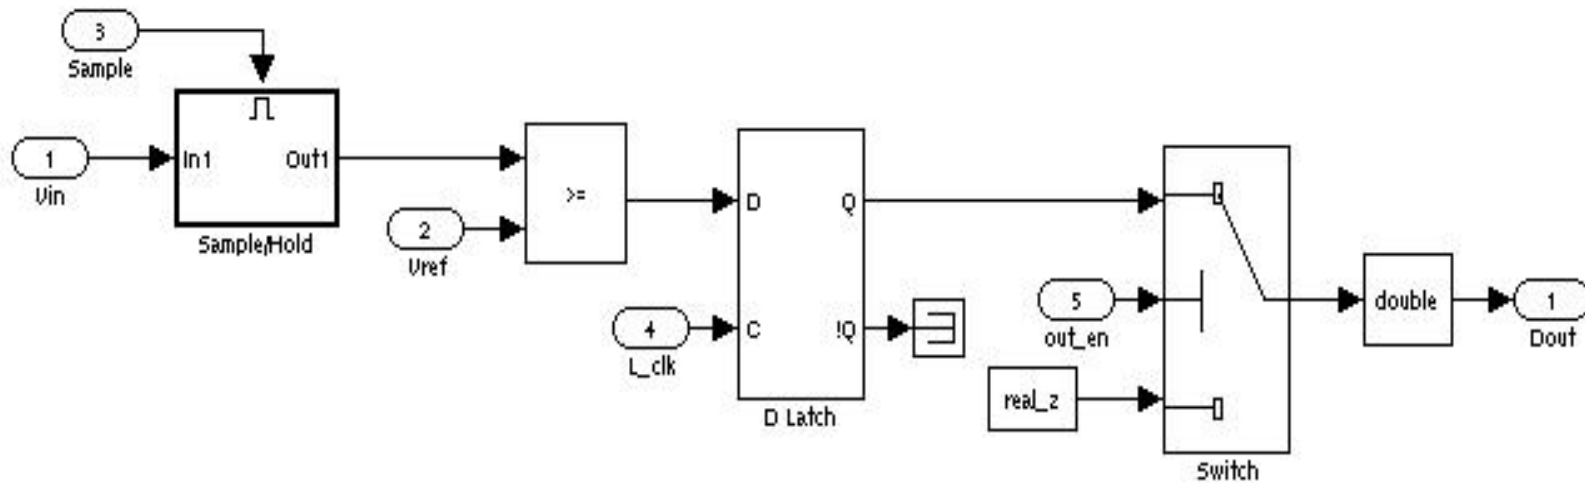 3
Sample
1
Vin
In1
Out1
Sample/Hold
2
Vref
>=
4
L_clk
D
Q
C
!Q
D Latch
5
out_en
real_z
Switch
double
1
Dout